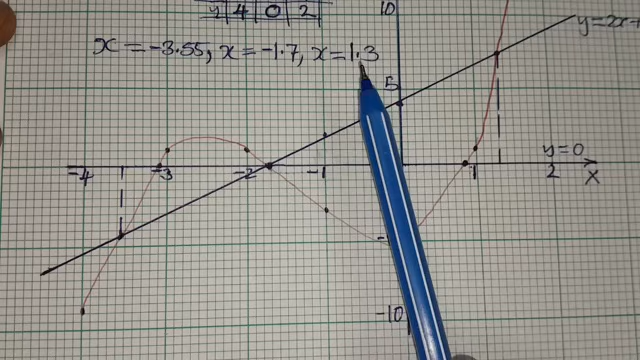 y 4 0 2
10
x = -3.55, x = -1.7, x = 1.3
y=2x+
5
y=0
-4 -3 -2 -1 1 2 x
-10